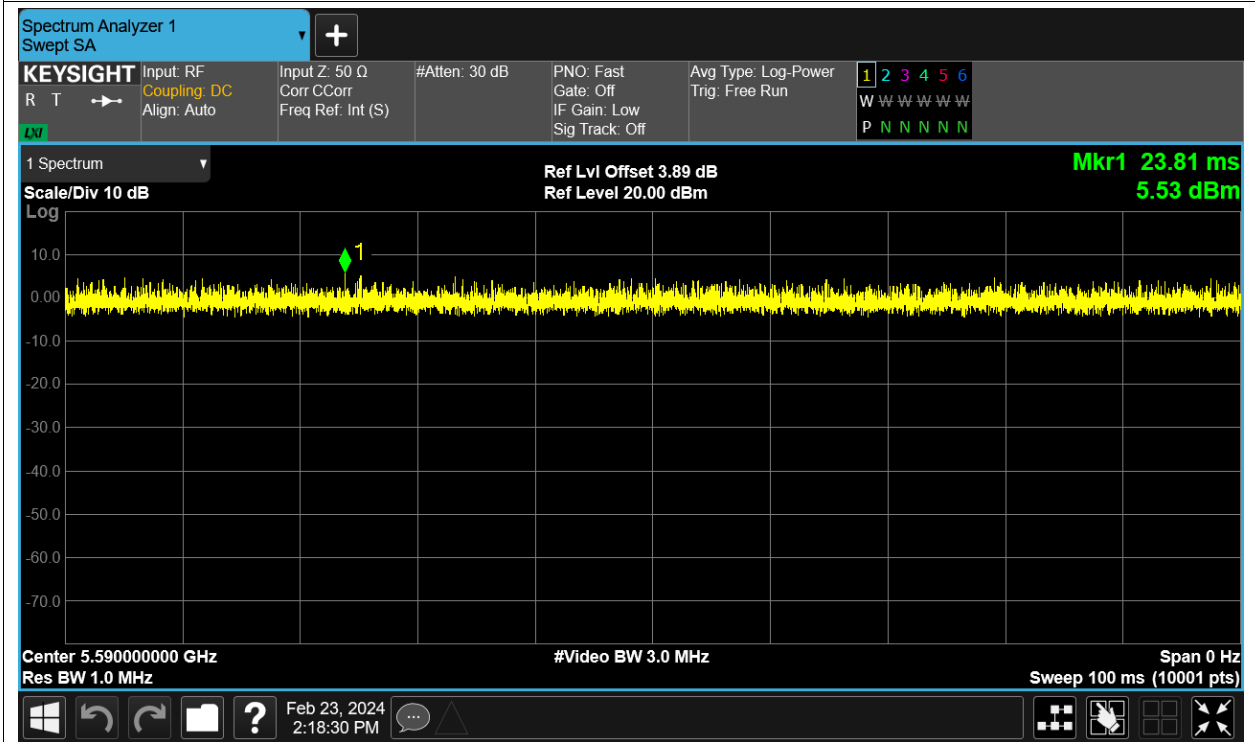 Spectrum Analyzer 1
Swept SA
+
KEYSIGHT
R T
LXI
Input: RF
Coupling: DC
Align: Auto
Input Z: 50 Ω
Corr CCorr
Freq Ref: Int (S)
#Atten: 30 dB
PNO: Fast
Gate: Off
IF Gain: Low
Sig Track: Off
Avg Type: Log-Power
Trig: Free Run
1 2 3 4 5 6
W W W W W W
P N N N N N
1 Spectrum
Scale/Div 10 dB
Log
Ref Lvl Offset 3.89 dB
Ref Level 20.00 dBm
Mkr1 23.81 ms
5.53 dBm
1
10.0
0.00
-10.0
-20.0
-30.0
-40.0
-50.0
-60.0
-70.0
Center 5.590000000 GHz
Res BW 1.0 MHz
#Video BW 3.0 MHz
Span 0 Hz
Sweep 100 ms (10001 pts)
?
Feb 23, 2024
2:18:30 PM